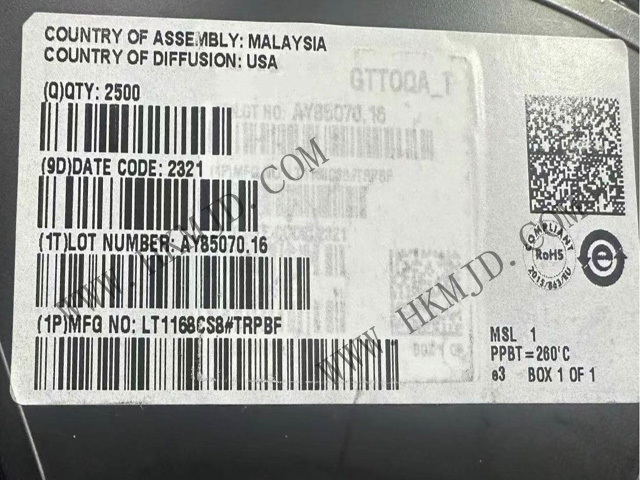 COUNTRY OF ASSEMBLY: MALAYSIA
COUNTRY OF DIFFUSION: USA
(Q)QTY: 2500
GTTOQA_1
LOT NO: AY85070.16
(9D)DATE CODE: 2321
(1T)LOT NUMBER: AY85070.16
(1P)MFG NO: LT1168CS8#TRPBF
COMPLIANT
RoHS
2015/863/EU
e
MSL 1
PPBT=260°C
e3 BOX 1 OF 1
WWW.HKMJD.COM
WWW.HKMJD.COM